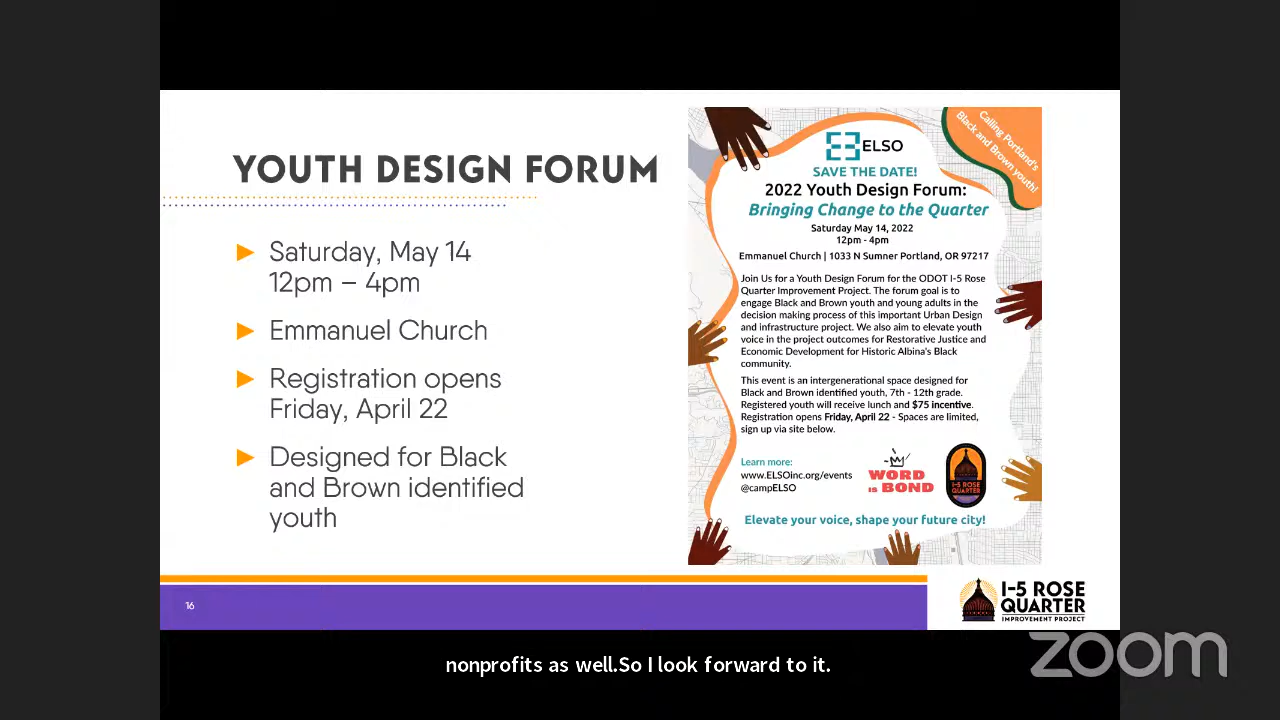 YOUTH DESIGN FORUM
Saturday, May 14
12pm – 4pm
Emmanuel Church
Registration opens
Friday, April 22
Designed for Black
and Brown identified
youth
ELSO
Calling Portland's
Black and Brown youth!
SAVE THE DATE!
2022 Youth Design Forum:
Bringing Change to the Quarter
Saturday May 14, 2022
12pm - 4pm
Emmanuel Church | 1033 N Sumner Portland, OR 97217
Join Us for a Youth Design Forum for the ODOT I-5 Rose
Quarter Improvement Project. The forum goal is to
engage Black and Brown youth and young adults in the
decision making process of this important Urban Design
and infrastructure project. We also aim to elevate youth
voice in the project outcomes for Restorative Justice and
Economic Development for Historic Albina's Black
community.
This event is an intergenerational space designed for
Black and Brown identified youth, 7th - 12th grade.
Registered youth will receive lunch and $75 incentive.
Registration opens Friday, April 22 - Spaces are limited,
sign up via site below.
Learn more:
www.ELSOinc.org/events
@campELSO
WORD
IS BOND
I-5 ROSE
QUARTER
Elevate your voice, shape your future city!
16
I-5 ROSE
QUARTER
IMPROVEMENT PROJECT
nonprofits as well.So I look forward to it.
zoom